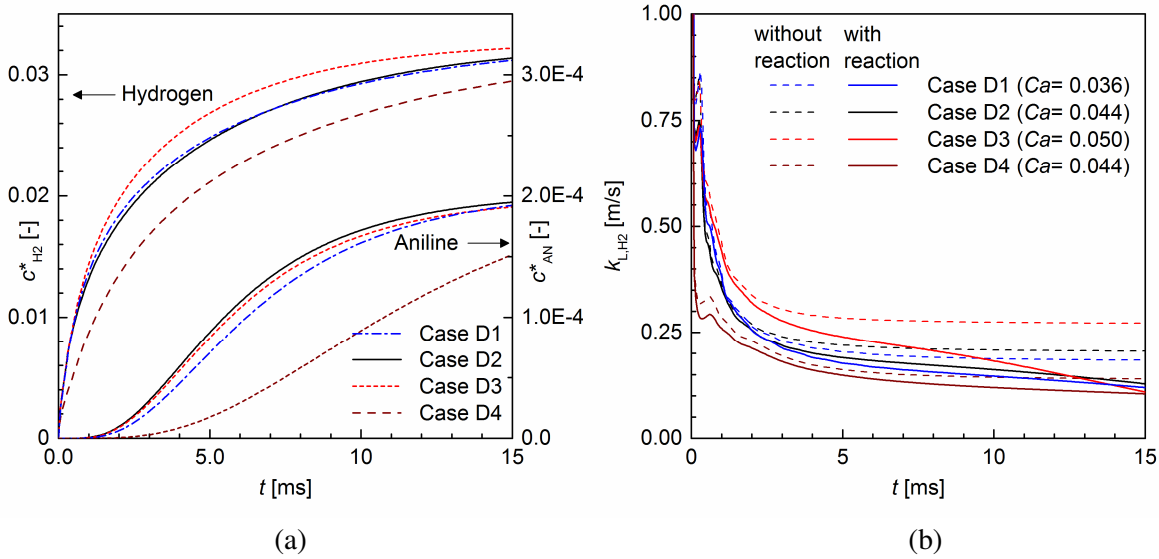 0.03
0.02
0.01
0
c*H2 [-]
Hydrogen
Aniline
3.0E-4
2.0E-4
1.0E-4
0.0
c*AN [-]
Case D1
Case D2
Case D3
Case D4
0.0 5.0 10.0 15
t [ms]
(a)
1.00
0.75
0.50
0.25
0.00
kL,H2 [m/s]
without with
reaction reaction
Case D1 (Ca= 0.036)
Case D2 (Ca= 0.044)
Case D3 (Ca= 0.050)
Case D4 (Ca= 0.044)
0 5 10 15
t [ms]
(b)